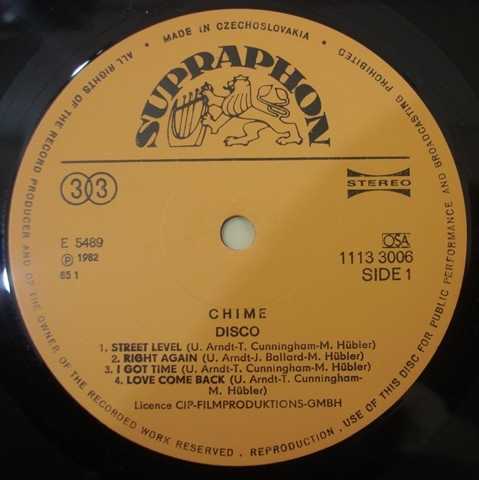 • MADE IN CZECHOSLOVAKIA •
ALL RIGHTS OF THE RECORD PRODUCER AND OF THE OWNER OF THE RECORDED WORK RESERVED . REPRODUCTION . USE OF THIS DISC FOR PUBLIC PERFORMANCE AND BROADCASTING PROHIBITED
SUPRAPHON
33
STEREO
E 5489
OSA
Ⓟ 1982
1113 3006
85 1
SIDE 1
CHIME
DISCO
1. STREET LEVEL (U. Arndt-T. Cunningham-M. Hübler)
2. RIGHT AGAIN (U. Arndt-J. Ballard-M. Hübler)
3. I GOT TIME (U. Arndt-T. Cunningham-M. Hübler)
4. LOVE COME BACK (U. Arndt-T. Cunningham-
M. Hübler)
Licence CIP-FILMPRODUKTIONS-GMBH